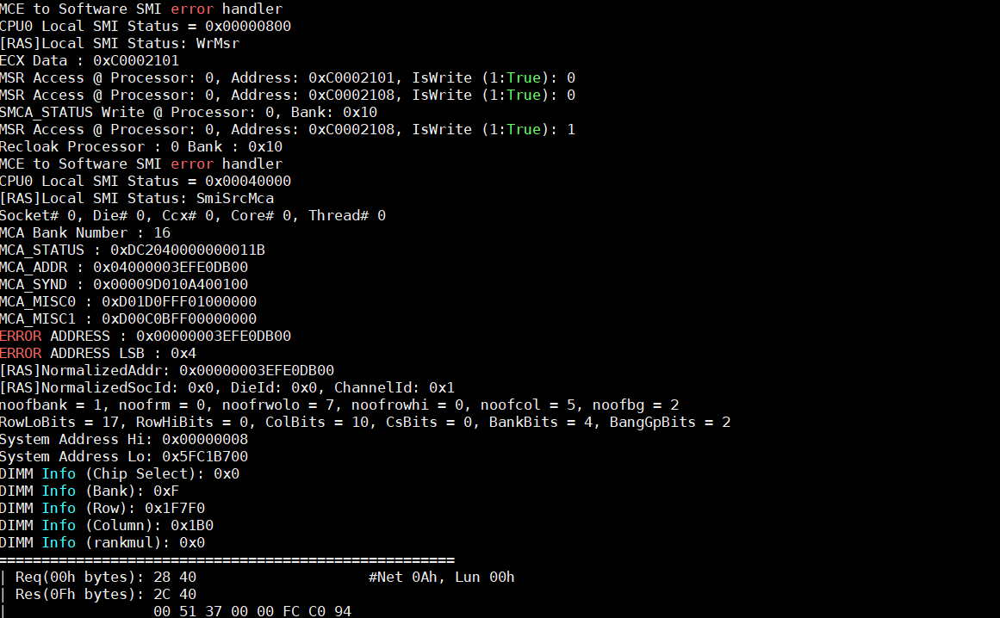 MCE to Software SMI error handler
CPU0 Local SMI Status = 0x00000800
[RAS]Local SMI Status: WrMsr
ECX Data : 0xC0002101
MSR Access @ Processor: 0, Address: 0xC0002101, IsWrite (1:True): 0
MSR Access @ Processor: 0, Address: 0xC0002108, IsWrite (1:True): 0
SMCA_STATUS Write @ Processor: 0, Bank: 0x10
MSR Access @ Processor: 0, Address: 0xC0002108, IsWrite (1:True): 1
Recloak Processor : 0 Bank : 0x10
MCE to Software SMI error handler
CPU0 Local SMI Status = 0x00040000
[RAS]Local SMI Status: SmiSrcMca
Socket# 0, Die# 0, Ccx# 0, Core# 0, Thread# 0
MCA Bank Number : 16
MCA_STATUS : 0xDC2040000000011B
MCA_ADDR : 0x04000003EFE0DB00
MCA_SYND : 0x00009D010A400100
MCA_MISC0 : 0xD01D0FFF01000000
MCA_MISC1 : 0xD00C0BFF00000000
ERROR ADDRESS : 0x00000003EFE0DB00
ERROR ADDRESS LSB : 0x4
[RAS]NormalizedAddr: 0x00000003EFE0DB00
[RAS]NormalizedSocId: 0x0, DieId: 0x0, ChannelId: 0x1
noofbank = 1, noofrm = 0, noofrwolo = 7, noofrowhi = 0, noofcol = 5, noofbg = 2
RowLoBits = 17, RowHiBits = 0, ColBits = 10, CsBits = 0, BankBits = 4, BangGpBits = 2
System Address Hi: 0x00000008
System Address Lo: 0x5FC1B700
DIMM Info (Chip Select): 0x0
DIMM Info (Bank): 0xF
DIMM Info (Row): 0x1F7F0
DIMM Info (Column): 0x1B0
DIMM Info (rankmul): 0x0
=====================================================
| Req(00h bytes): 28 40 #Net 0Ah, Lun 00h
| Res(0Fh bytes): 2C 40
| 00 51 37 00 00 FC C0 94